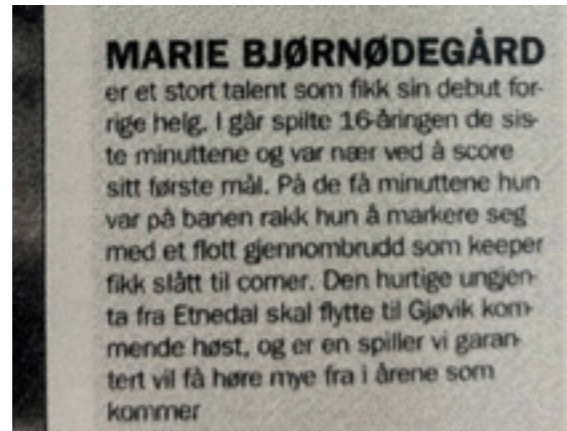 MARIE BJØRNØDEGÅRD
er et stort talent som fikk sin debut for-
rige helg. I går spilte 16-åringen de sis-
te minuttene og var nær ved å score
sitt første mål. På de få minuttene hun
var på banen rakk hun å markere seg
med et flott gjennombrudd som keeper
fikk slått til corner. Den hurtige ungjen-
ta fra Etnedal skal flytte til Gjøvik kom-
mende høst, og er en spiller vi garan-
tert vil få høre mye fra i årene som
kommer